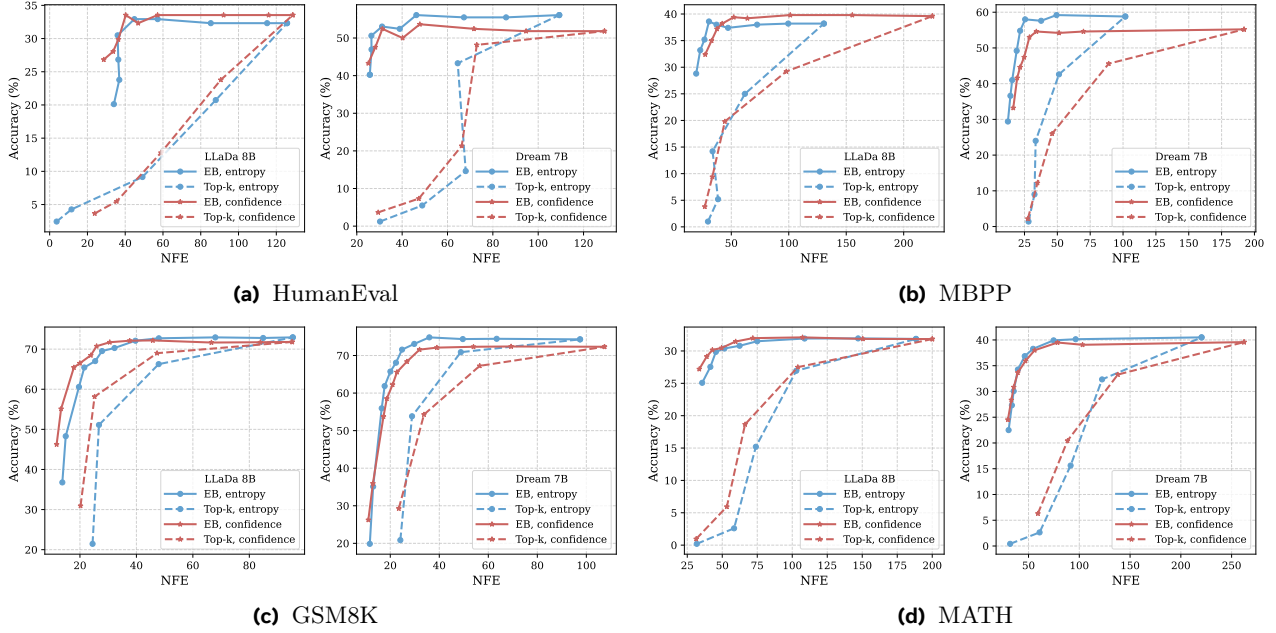 35
30
25
20
15
10
5
0
20
40
60
80
100
120
Accuracy (%)
NFE
LLaDa 8B
EB, entropy
Top-k, entropy
EB, confidence
Top-k, confidence
50
40
30
20
10
0
20
40
60
80
100
120
Accuracy (%)
NFE
Dream 7B
EB, entropy
Top-k, entropy
EB, confidence
Top-k, confidence
(a) HumanEval
40
35
30
25
20
15
10
5
0
50
100
150
200
Accuracy (%)
NFE
LLaDa 8B
EB, entropy
Top-k, entropy
EB, confidence
Top-k, confidence
60
50
40
30
20
10
0
25
50
75
100
125
150
175
200
Accuracy (%)
NFE
Dream 7B
EB, entropy
Top-k, entropy
EB, confidence
Top-k, confidence
(b) MBPP
70
60
50
40
30
20
20
40
60
80
Accuracy (%)
NFE
LLaDa 8B
EB, entropy
Top-k, entropy
EB, confidence
Top-k, confidence
70
60
50
40
30
20
20
40
60
80
100
Accuracy (%)
NFE
Dream 7B
EB, entropy
Top-k, entropy
EB, confidence
Top-k, confidence
(c) GSM8K
30
25
20
15
10
5
0
25
50
75
100
125
150
175
200
Accuracy (%)
NFE
LLaDa 8B
EB, entropy
Top-k, entropy
EB, confidence
Top-k, confidence
40
35
30
25
20
15
10
5
0
50
100
150
200
250
Accuracy (%)
NFE
Dream 7B
EB, entropy
Top-k, entropy
EB, confidence
Top-k, confidence
(d) MATH